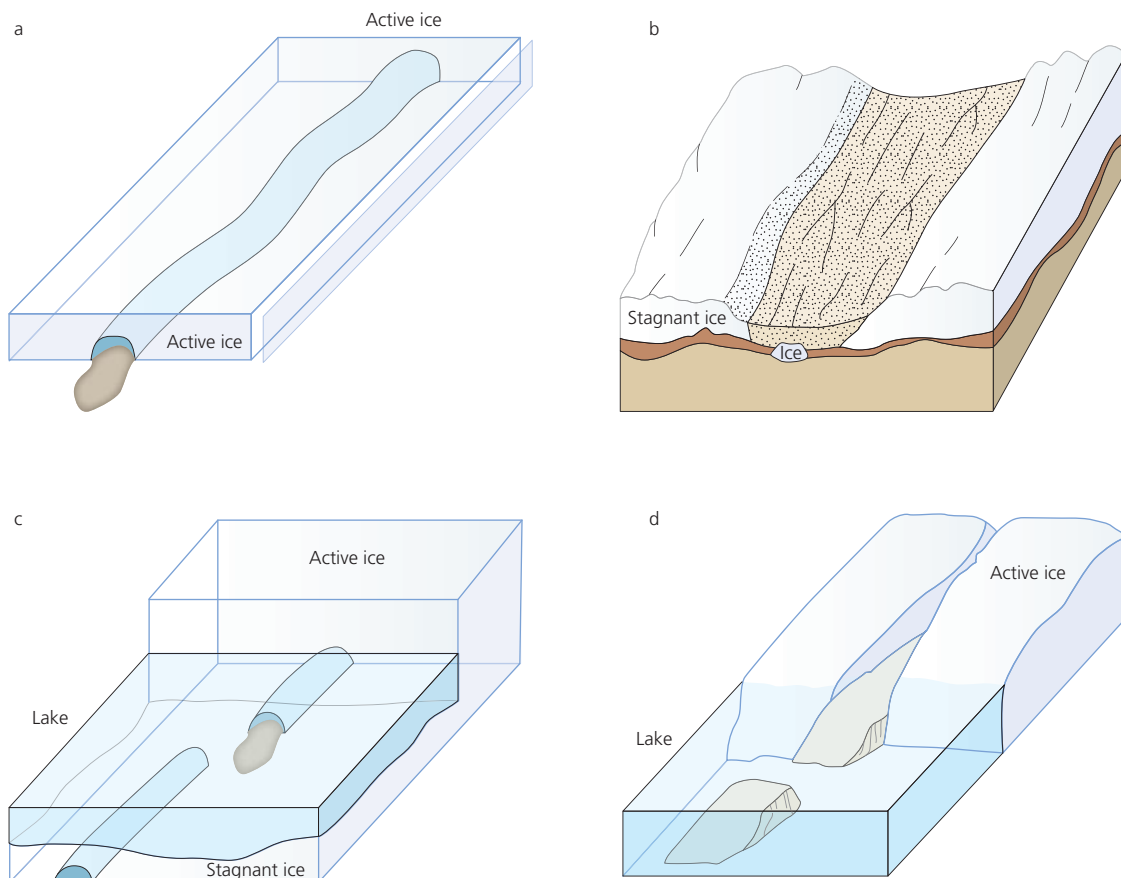 a
Active ice
Active ice
b
Stagnant ice
Ice
c
Active ice
Lake
Stagnant ice
d
Active ice
Lake